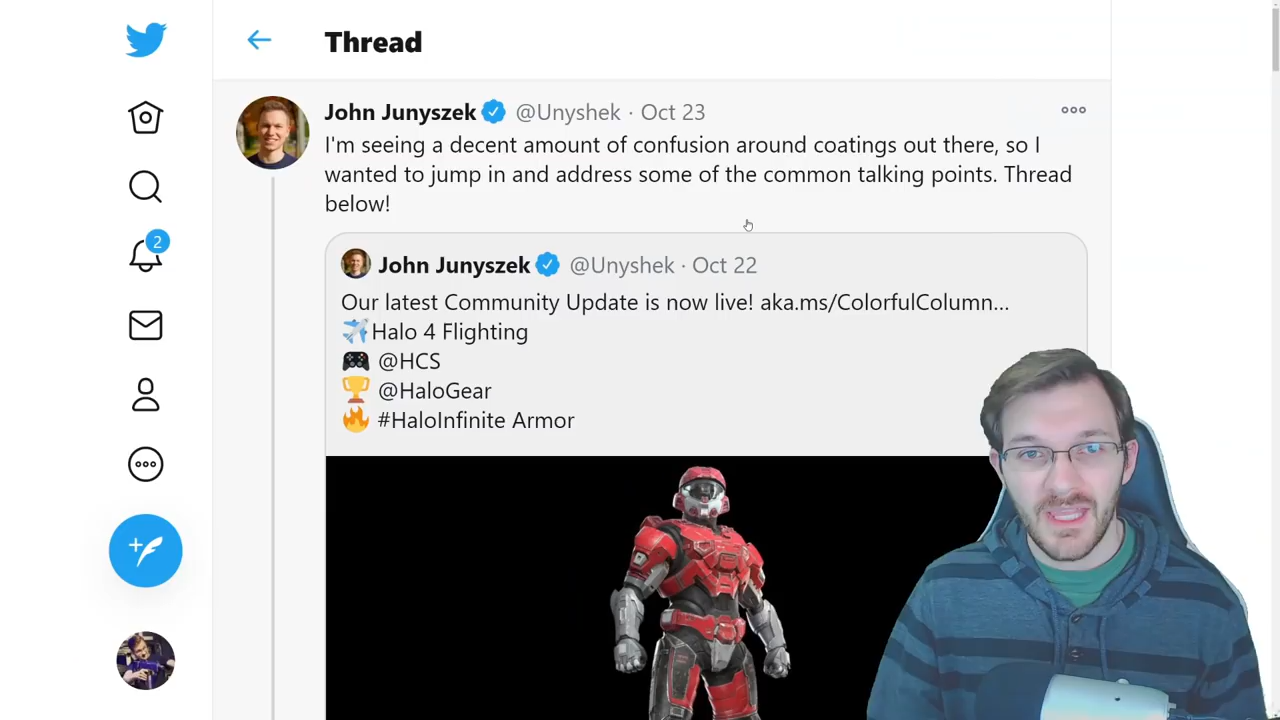 Thread
John Junyszek @Unyshek · Oct 23
I'm seeing a decent amount of confusion around coatings out there, so I
wanted to jump in and address some of the common talking points. Thread
below!
2
John Junyszek @Unyshek · Oct 22
Our latest Community Update is now live! aka.ms/ColorfulColumn...
✈️Halo 4 Flighting
🎮 @HCS
🏆 @HaloGear
🔥 #HaloInfinite Armor